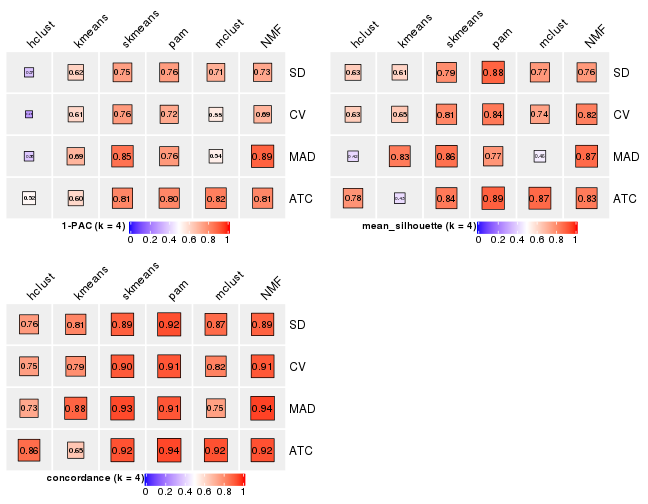 hclust kmeans skmeans pam mclust NMF
0.62 0.75 0.76 0.71 0.73 SD
0.61 0.76 0.72 0.55 0.69 CV
0.69 0.85 0.76 0.54 0.89 MAD
0.52 0.60 0.81 0.80 0.82 0.81 ATC
1-PAC (k = 4)
0 0.2 0.4 0.6 0.8 1
hclust kmeans skmeans pam mclust NMF
0.63 0.61 0.79 0.88 0.77 0.76 SD
0.63 0.65 0.81 0.84 0.74 0.82 CV
0.83 0.86 0.77 0.87 MAD
0.78 0.84 0.89 0.87 0.83 ATC
mean_silhouette (k = 4)
0 0.2 0.4 0.6 0.8 1
hclust kmeans skmeans pam mclust NMF
0.76 0.81 0.89 0.92 0.87 0.89 SD
0.75 0.79 0.90 0.91 0.82 0.91 CV
0.73 0.88 0.93 0.91 0.75 0.94 MAD
0.86 0.65 0.92 0.94 0.92 0.92 ATC
concordance (k = 4)
0 0.2 0.4 0.6 0.8 1